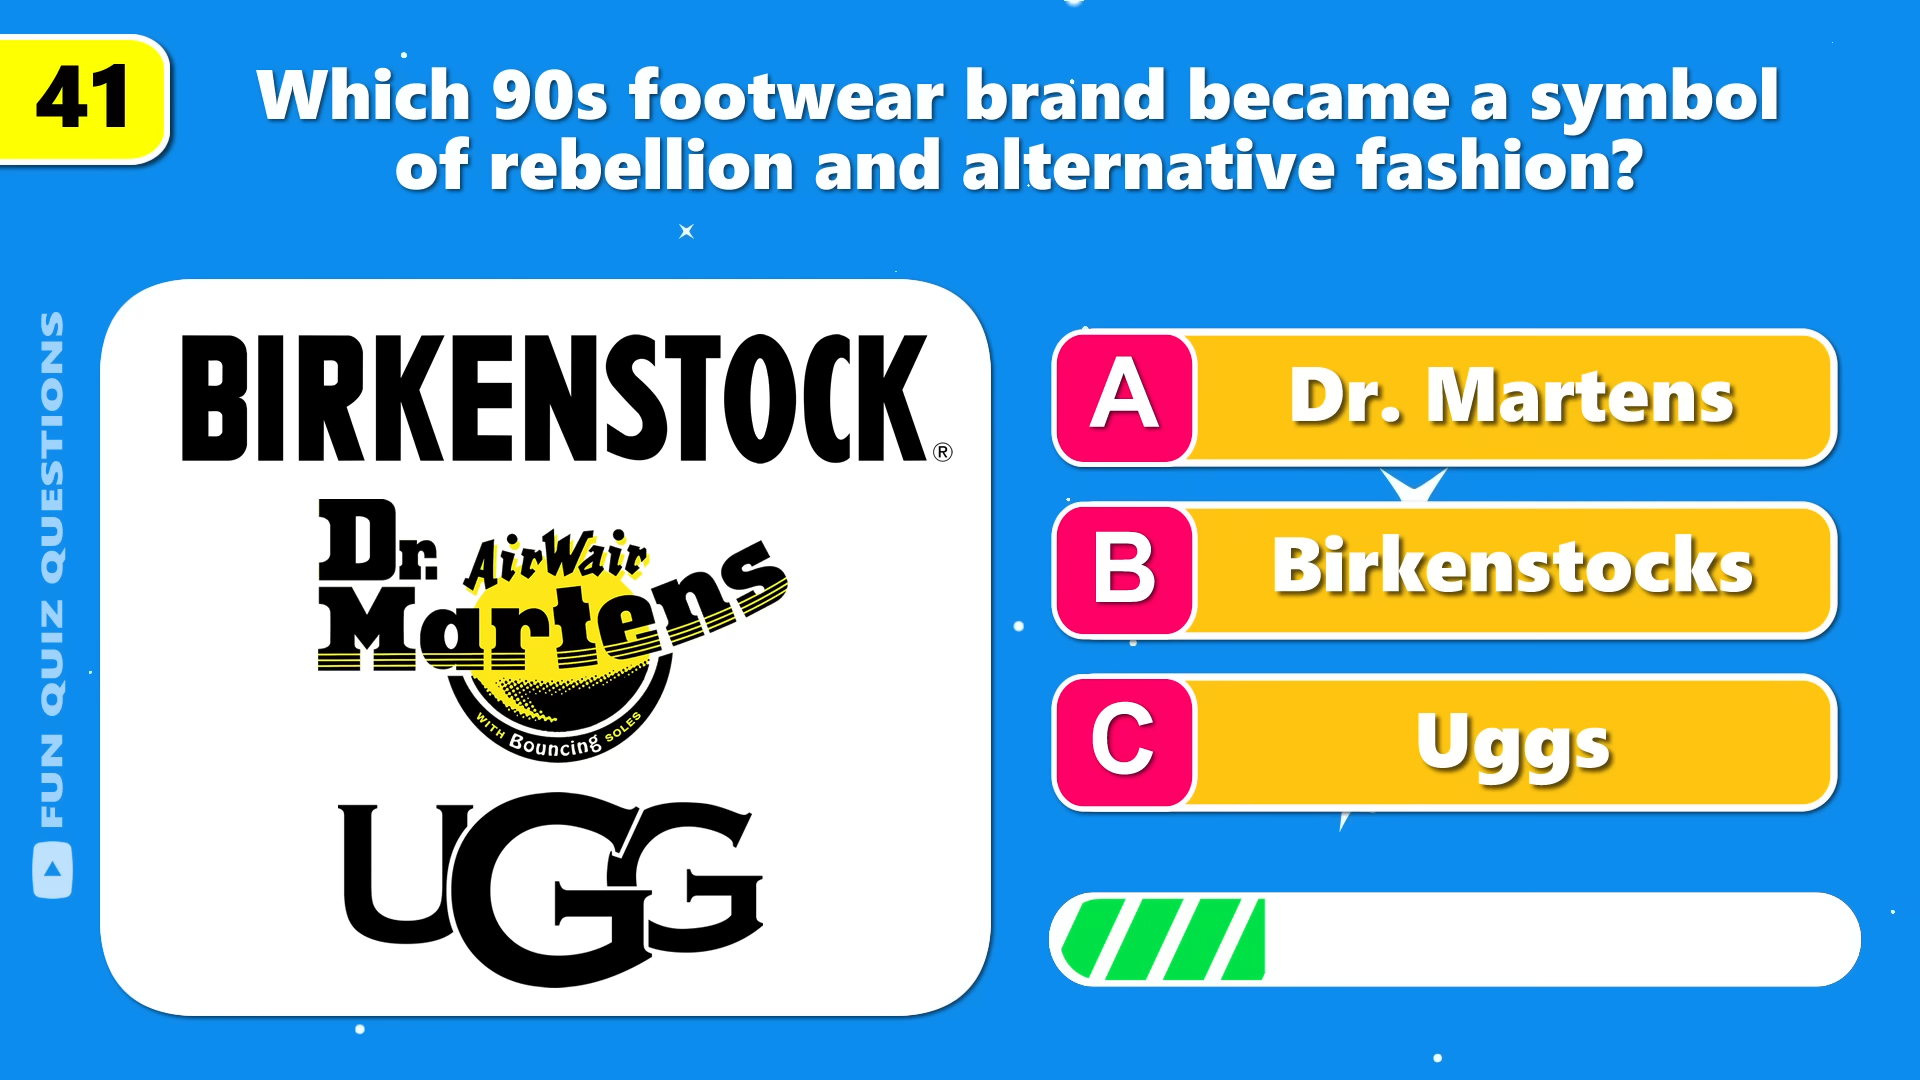 41
Which 90s footwear brand became a symbol
of rebellion and alternative fashion?
FUN QUIZ QUESTIONS
BIRKENSTOCK®
Dr. Martens
AirWair
WITH Bouncing SOLES
UGG
A Dr. Martens
B Birkenstocks
C Uggs